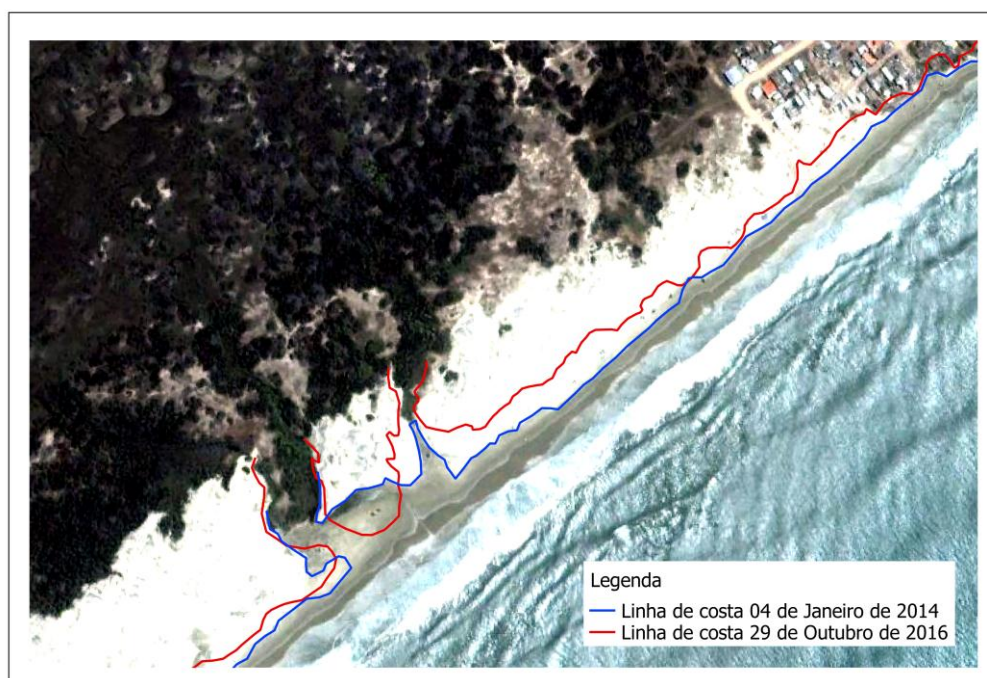 Legenda
Linha de costa 04 de Janeiro de 2014
Linha de costa 29 de Outubro de 2016